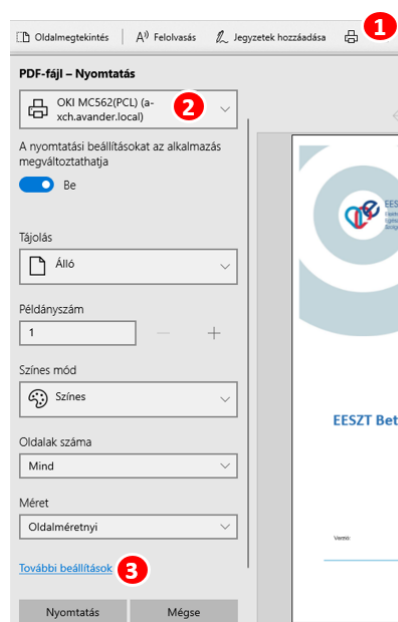 Oldalmegtekintés
Felolvasás
Jegyzetek hozzáadása
1
PDF-fájl – Nyomtatás
OKI MC562(PCL) (a-
xch.avander.local)
2
A nyomtatási beállításokat az alkalmazás
megváltoztathatja
Be
Tájolás
Álló
Példányszám
1
Színes mód
Színes
Oldalak száma
Mind
Méret
Oldalméretnyi
További beállítások
3
Nyomtatás
Mégse
EESZT Bet